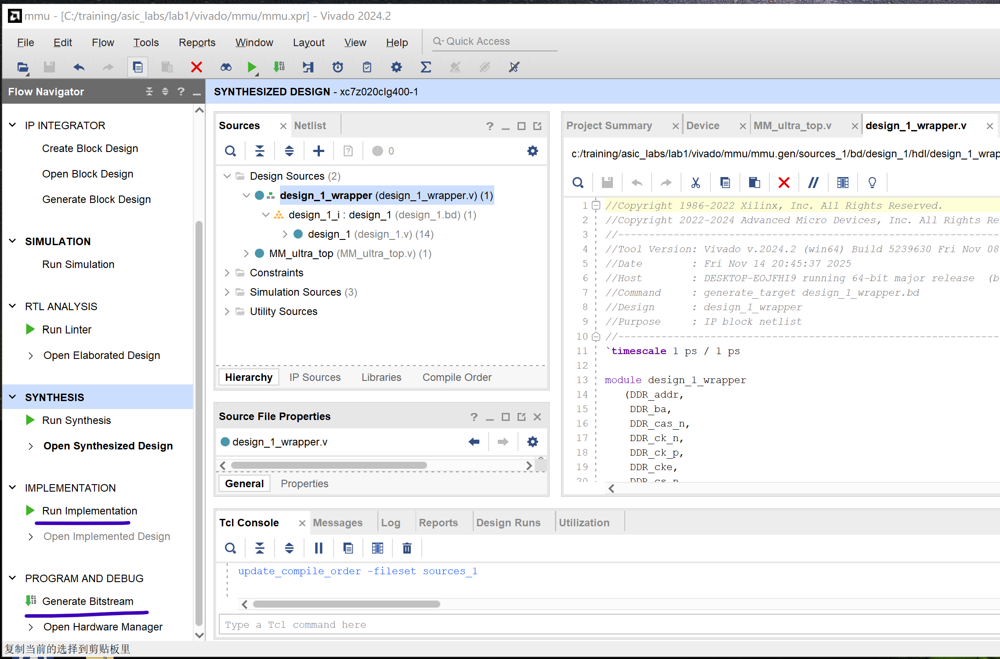 mmu - [C:/training/asic_labs/lab1/vivado/mmu/mmu.xpr] - Vivado 2024.2
File Edit Flow Tools Reports Window Layout View Help Quick Access
Flow Navigator
IP INTEGRATOR
Create Block Design
Open Block Design
Generate Block Design
SIMULATION
Run Simulation
RTL ANALYSIS
Run Linter
Open Elaborated Design
SYNTHESIS
Run Synthesis
Open Synthesized Design
IMPLEMENTATION
Run Implementation
Open Implemented Design
PROGRAM AND DEBUG
Generate Bitstream
Open Hardware Manager
SYNTHESIZED DESIGN - xc7z020clg400-1
Sources Netlist
0
Design Sources (2)
design_1_wrapper (design_1_wrapper.v) (1)
design_1_i : design_1 (design_1.bd) (1)
design_1 (design_1.v) (14)
MM_ultra_top (MM_ultra_top.v) (1)
Constraints
Simulation Sources (3)
Utility Sources
Hierarchy IP Sources Libraries Compile Order
Source File Properties
design_1_wrapper.v
General Properties
Project Summary Device MM_ultra_top.v design_1_wrapper.v
c:/training/asic_labs/lab1/vivado/mmu/mmu.gen/sources_1/bd/design_1/hdl/design_1_wrap
1 //Copyright 1986-2022 Xilinx, Inc. All Rights Reserved.
2 //Copyright 2022-2024 Advanced Micro Devices, Inc. All Rights Re
3 //--------------------------------------------------------------
4 //Tool Version: Vivado v.2024.2 (win64) Build 5239630 Fri Nov 08
5 //Date : Fri Nov 14 20:45:37 2025
6 //Host : DESKTOP-EOJFHI9 running 64-bit major release (b
7 //Command : generate_target design_1_wrapper.bd
8 //Design : design_1_wrapper
9 //Purpose : IP block netlist
10 //--------------------------------------------------------------
11 `timescale 1 ps / 1 ps
12
13 module design_1_wrapper
14 (DDR_addr,
15 DDR_ba,
16 DDR_cas_n,
17 DDR_ck_n,
18 DDR_ck_p,
19 DDR_cke,
20 DDR_cs_n
Tcl Console Messages Log Reports Design Runs Utilization
update_compile_order -fileset sources_1
Type a Tcl command here
复制当前的选择到剪贴板里